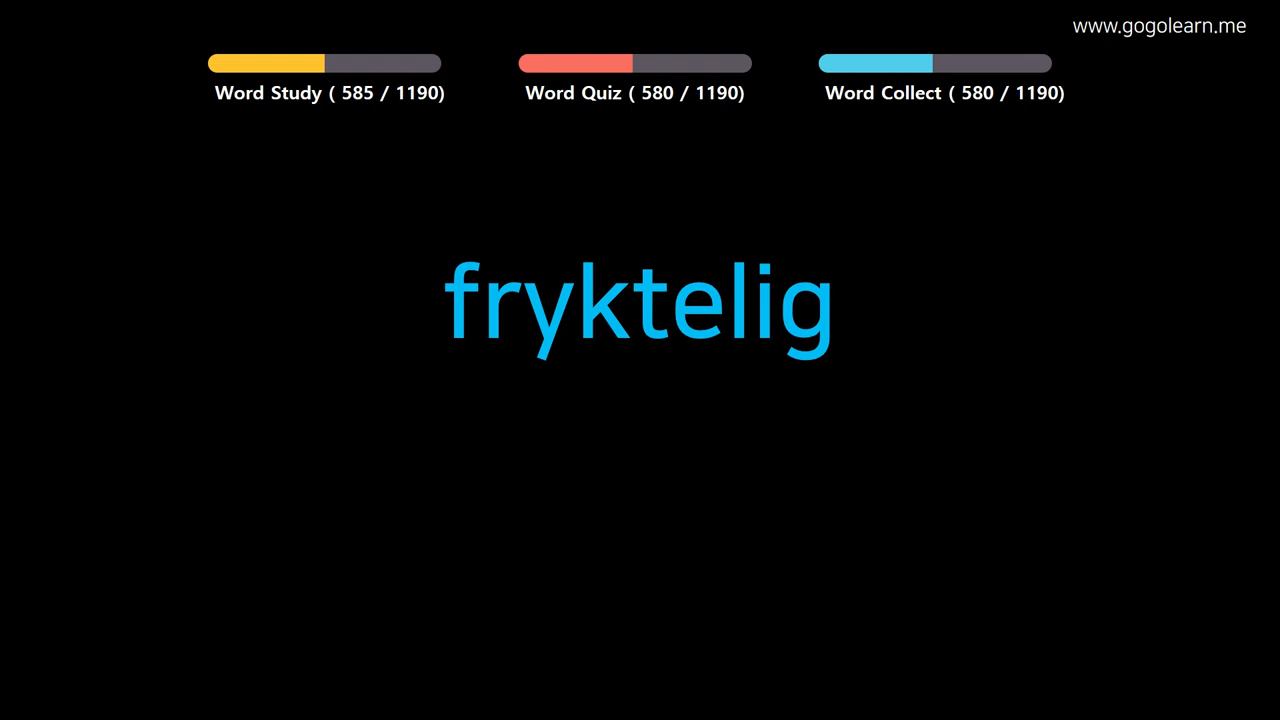 www.gogolearn.me
Word Study ( 585 / 1190)
Word Quiz ( 580 / 1190)
Word Collect ( 580 / 1190)
fryktelig